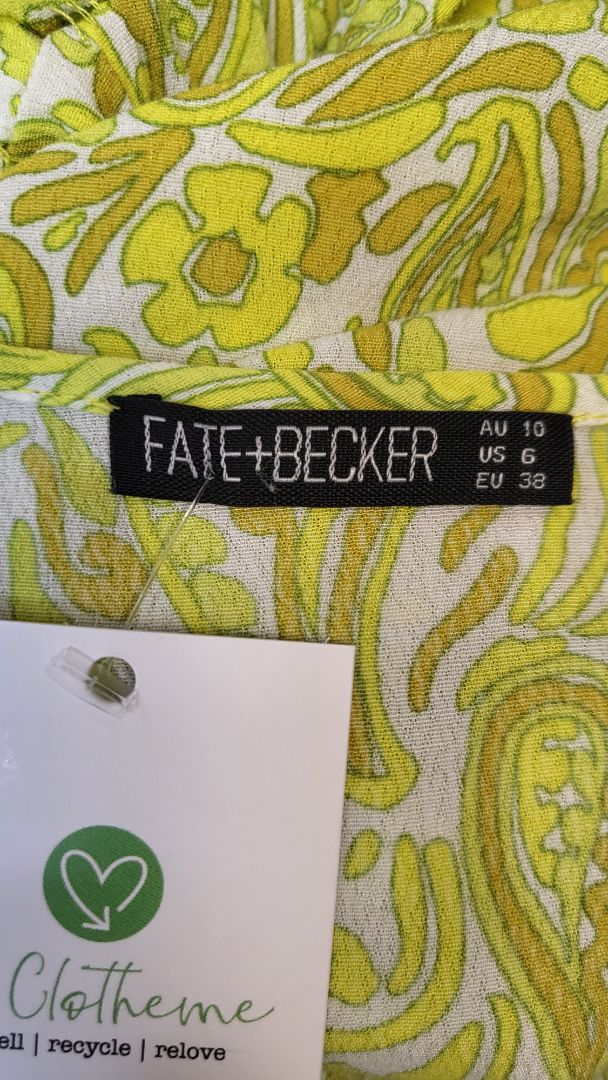 FATE+BECKER
AU 10
US 6
EU 38
Clotheme
ell | recycle | relove